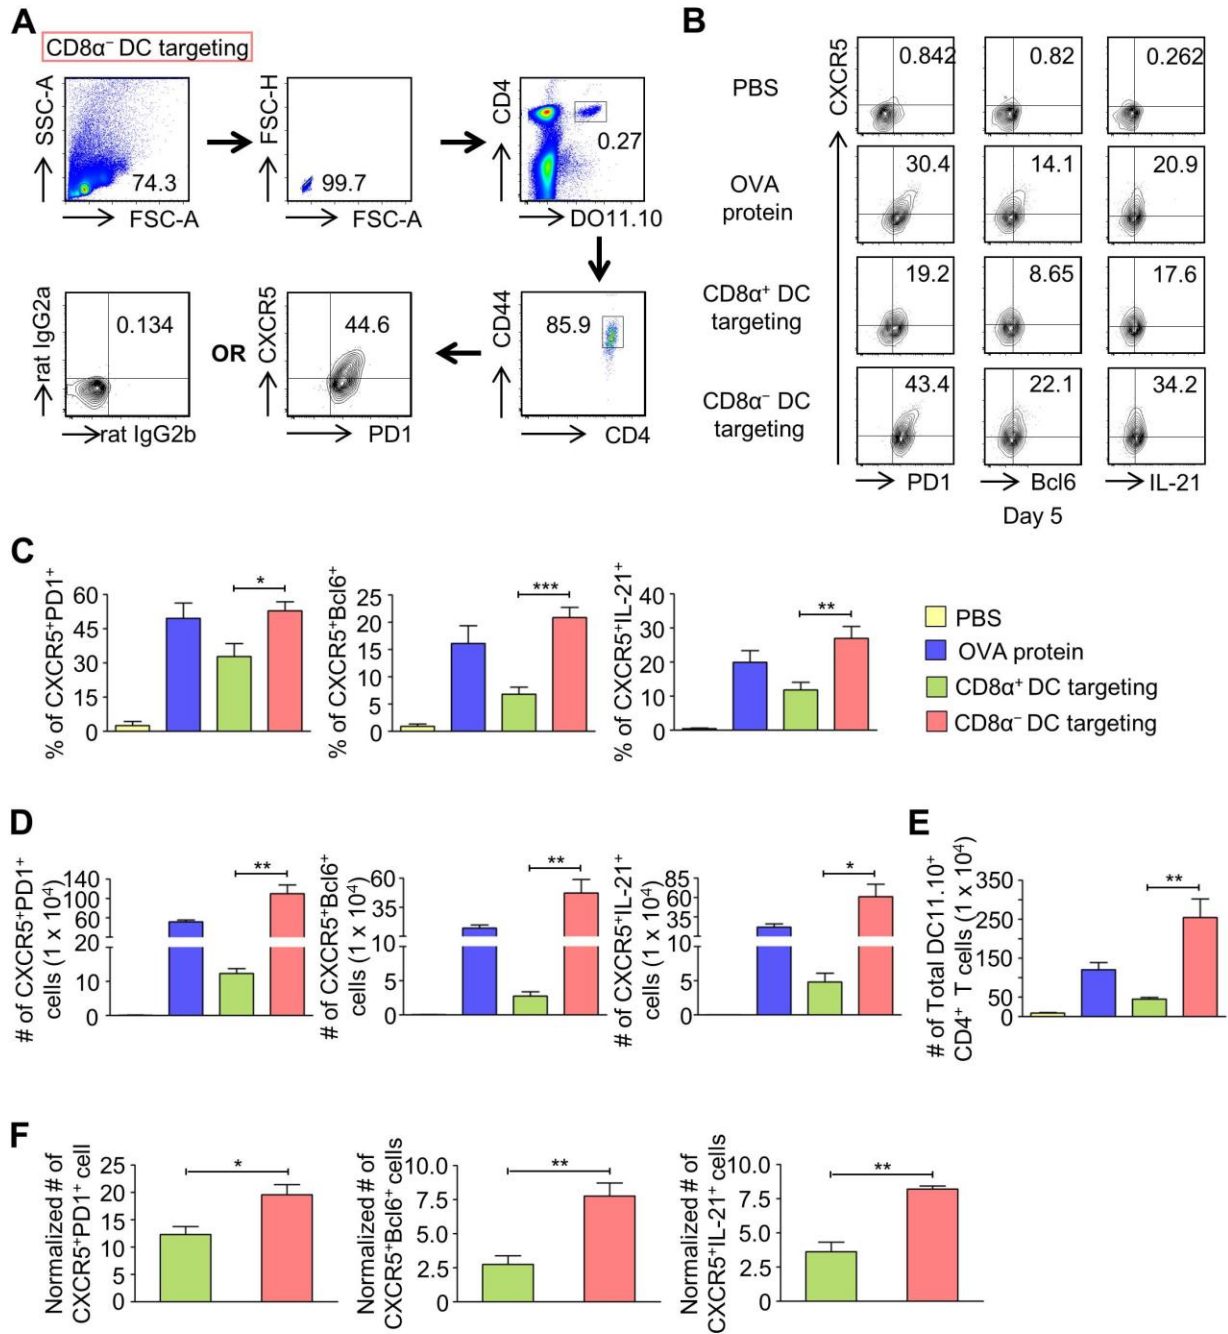 A
CD8α⁻ DC targeting
SSC-A
74.3
FSC-A
FSC-H
99.7
FSC-A
CD4
0.27
DO11.10
rat IgG2a
0.134
rat IgG2b
OR
CXCR5
44.6
PD1
CD44
85.9
CD4
B
CXCR5
PBS
0.842
0.82
0.262
OVA
protein
30.4
14.1
20.9
CD8α⁺ DC
targeting
19.2
8.65
17.6
CD8α⁻ DC
targeting
43.4
22.1
34.2
PD1
Bcl6
IL-21
Day 5
C
% of CXCR5⁺PD1⁺
60
45
30
15
0
*
% of CXCR5⁺Bcl6⁺
25
20
15
10
5
0
***
% of CXCR5⁺IL-21⁺
40
30
20
10
0
**
PBS
OVA protein
CD8α⁺ DC targeting
CD8α⁻ DC targeting
D
# of CXCR5⁺PD1⁺
cells (1 x 10⁴)
140
100
60
20
10
0
**
# of CXCR5⁺Bcl6⁺
cells (1 x 10⁴)
60
35
10
5
0
**
# of CXCR5⁺IL-21⁺
cells (1 x 10⁴)
85
60
35
10
5
0
*
E
# of Total DC11.10⁺
CD4⁺ T cells (1 x 10⁴)
350
250
150
50
0
**
F
Normalized # of
CXCR5⁺PD1⁺ cell
25
20
15
10
5
0
*
Normalized # of
CXCR5⁺Bcl6⁺ cells
10.0
7.5
5.0
2.5
0
**
Normalized # of
CXCR5⁺IL-21⁺ cells
10.0
7.5
5.0
2.5
0
**